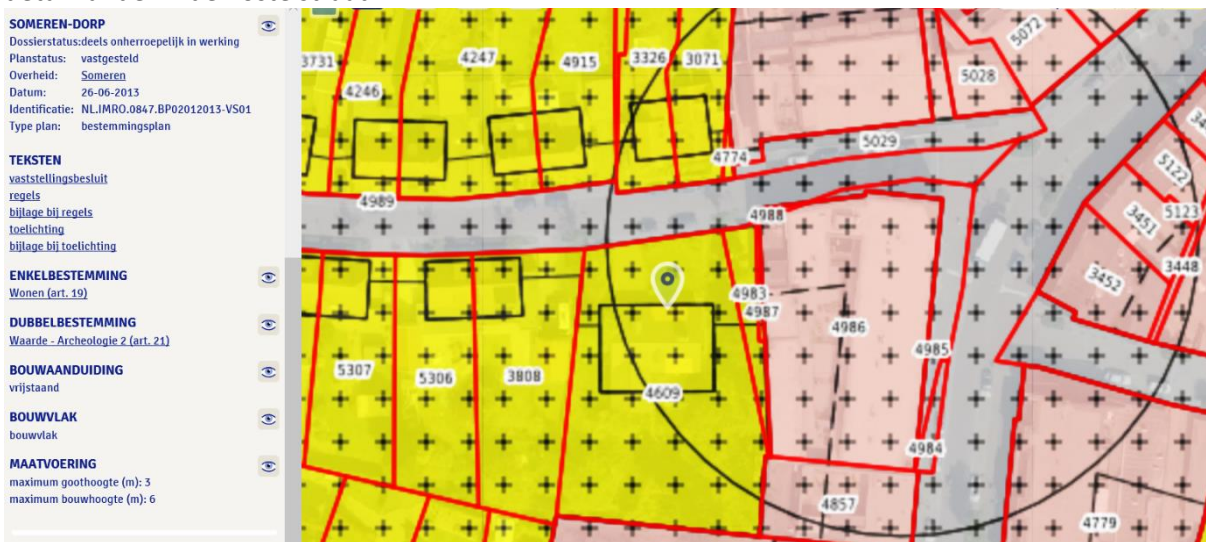 SOMEREN-DORP
Dossierstatus:deels onherroepelijk in werking
Planstatus: vastgesteld
Overheid: Someren
Datum: 26-06-2013
Identificatie: NL.IMRO.0847.BP02012013-VS01
Type plan: bestemmingsplan
TEKSTEN
vaststellingsbesluit
regels
bijlage bij regels
toelichting
bijlage bij toelichting
ENKELBESTEMMING
Wonen (art. 19)
DUBBELBESTEMMING
Waarde - Archeologie 2 (art. 21)
BOUWAANDUIDING
vrijstaand
BOUWVLAK
bouwvlak
MAATVOERING
maximum goothoogte (m): 3
maximum bouwhoogte (m): 6
3731
4246
4247
4915
3326
3071
5072
5028
4774
5029
4989
4988
5122
3451
5123
3452
3448
4983
4987
4986
4985
5307
5306
3808
4609
4984
4857
4779